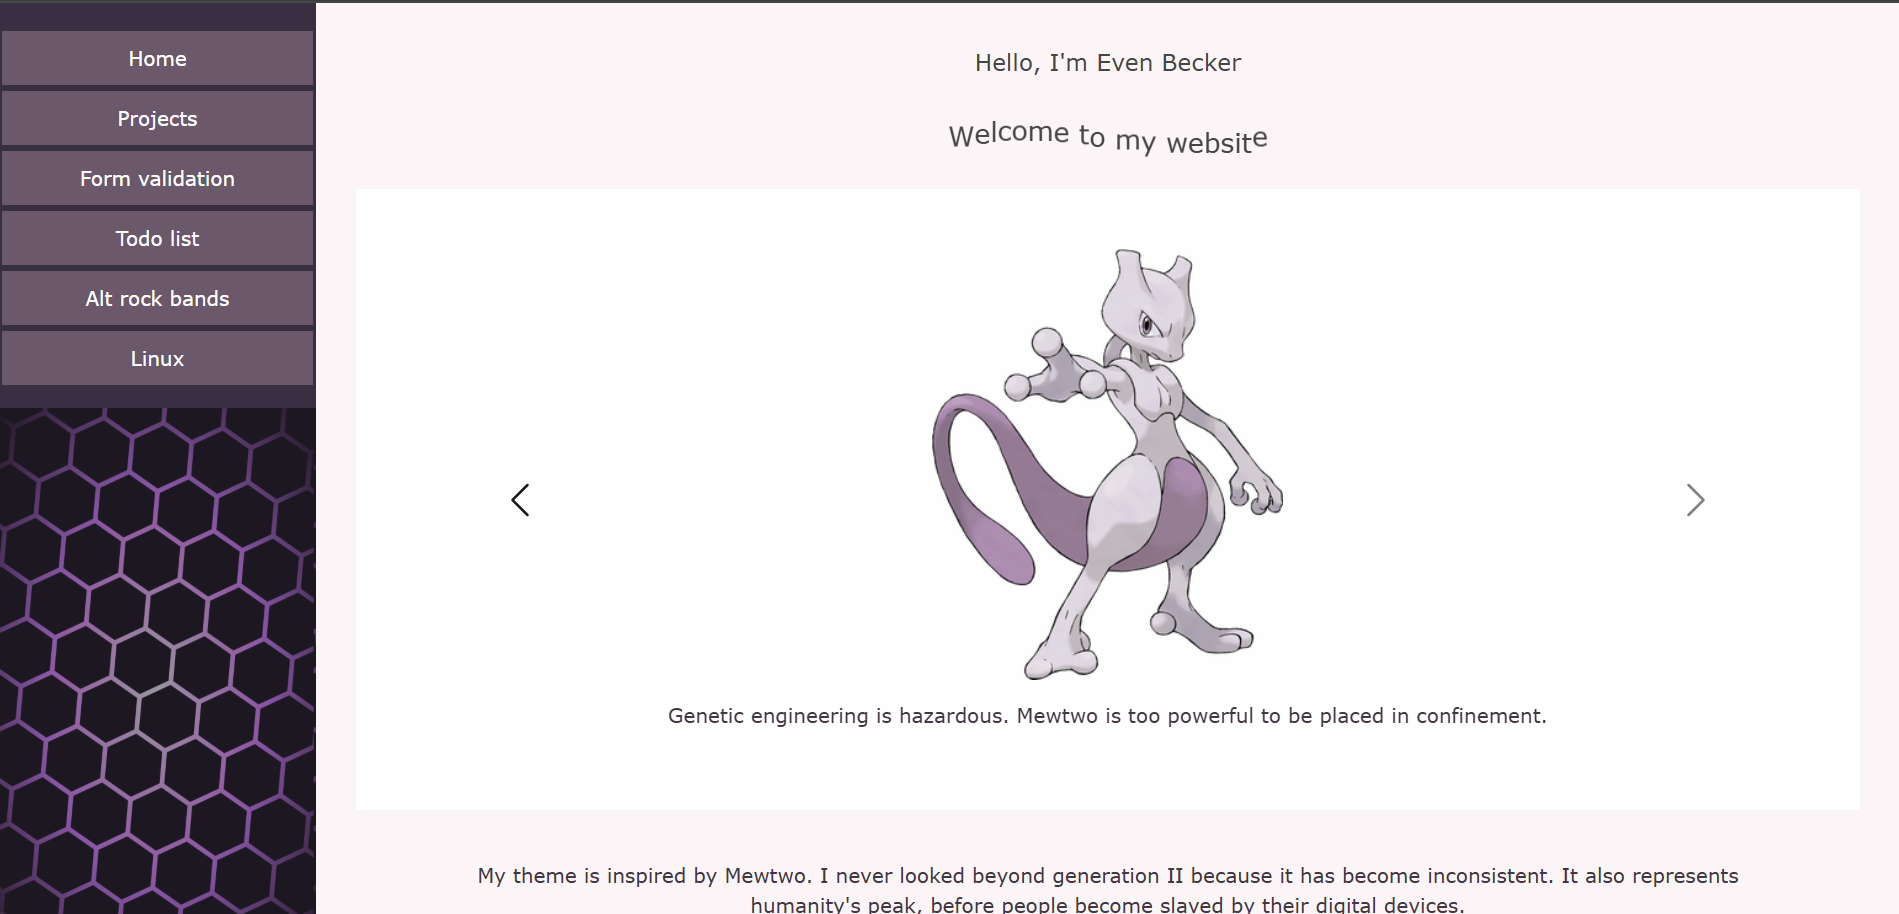 Home
Projects
Form validation
Todo list
Alt rock bands
Linux
Hello, I'm Even Becker
Welcome to my website
Genetic engineering is hazardous. Mewtwo is too powerful to be placed in confinement.
My theme is inspired by Mewtwo. I never looked beyond generation II because it has become inconsistent. It also represents
humanity's peak, before people become slaved by their digital devices.